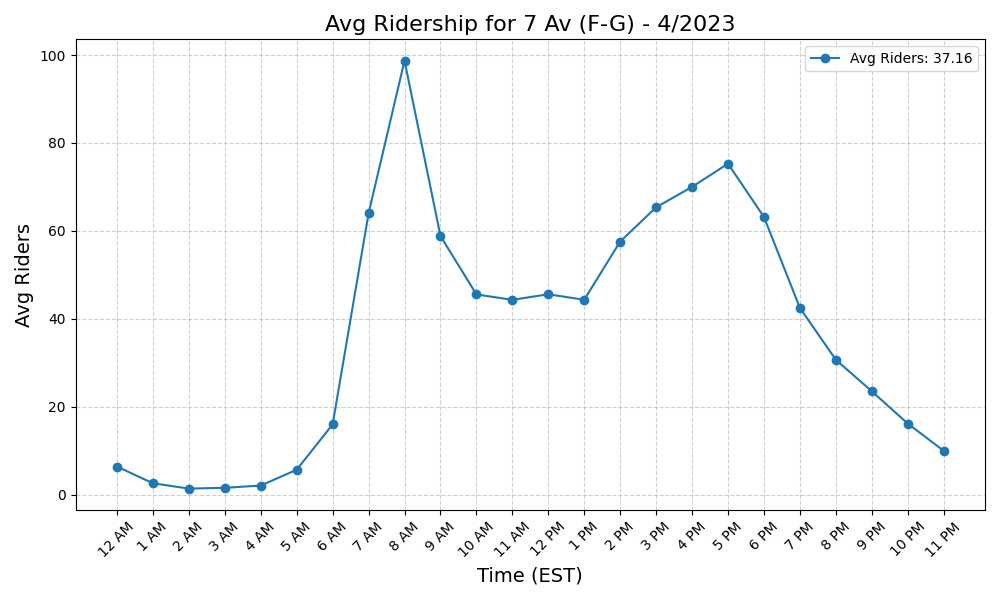 Avg Ridership for 7 Av (F-G) - 4/2023
Avg Riders: 37.16
Avg Riders
100
80
60
40
20
0
12 AM
1 AM
2 AM
3 AM
4 AM
5 AM
6 AM
7 AM
8 AM
9 AM
10 AM
11 AM
12 PM
1 PM
2 PM
3 PM
4 PM
5 PM
6 PM
7 PM
8 PM
9 PM
10 PM
11 PM
Time (EST)